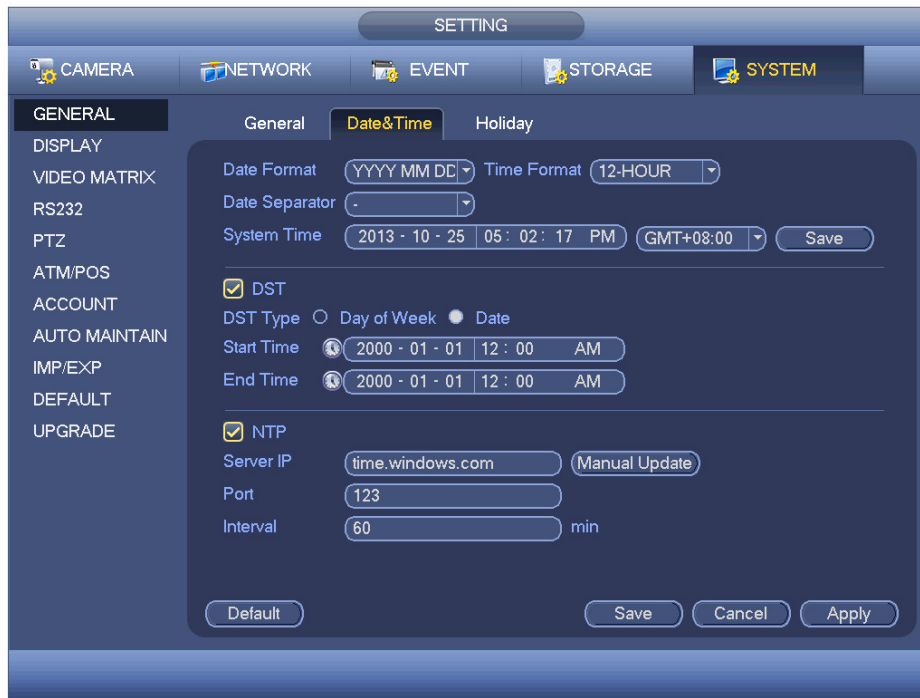 SETTING
CAMERA NETWORK EVENT STORAGE SYSTEM
GENERAL
DISPLAY
VIDEO MATRIX
RS232
PTZ
ATM/POS
ACCOUNT
AUTO MAINTAIN
IMP/EXP
DEFAULT
UPGRADE
General Date&Time Holiday
Date Format YYYY MM DD Time Format 12-HOUR
Date Separator -
System Time 2013 - 10 - 25 05 : 02 : 17 PM GMT+08:00 Save
DST
DST Type Day of Week Date
Start Time 2000 - 01 - 01 12 : 00 AM
End Time 2000 - 01 - 01 12 : 00 AM
NTP
Server IP time.windows.com Manual Update
Port 123
Interval 60 min
Default Save Cancel Apply